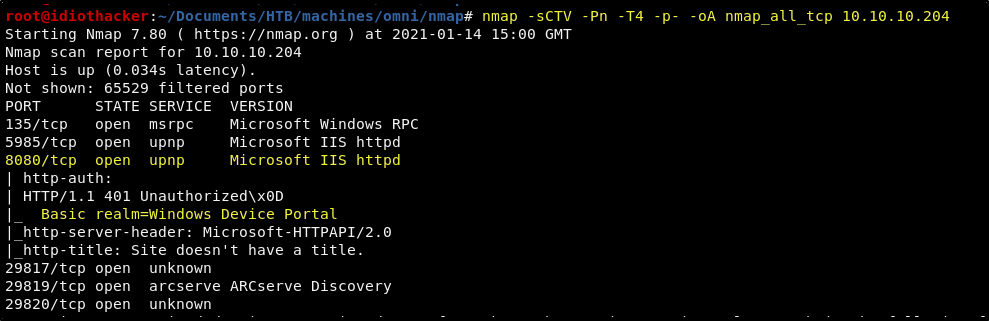 root@idiothacker:~/Documents/HTB/machines/omni/nmap# nmap -sCTV -Pn -T4 -p- -oA nmap_all_tcp 10.10.10.204
Starting Nmap 7.80 ( https://nmap.org ) at 2021-01-14 15:00 GMT
Nmap scan report for 10.10.10.204
Host is up (0.034s latency).
Not shown: 65529 filtered ports
PORT      STATE SERVICE  VERSION
135/tcp   open  msrpc    Microsoft Windows RPC
5985/tcp  open  upnp     Microsoft IIS httpd
8080/tcp  open  upnp     Microsoft IIS httpd
| http-auth:
| HTTP/1.1 401 Unauthorized\x0D
|_  Basic realm=Windows Device Portal
|_http-server-header: Microsoft-HTTPAPI/2.0
|_http-title: Site doesn't have a title.
29817/tcp open  unknown
29819/tcp open  arcserve ARCserve Discovery
29820/tcp open  unknown